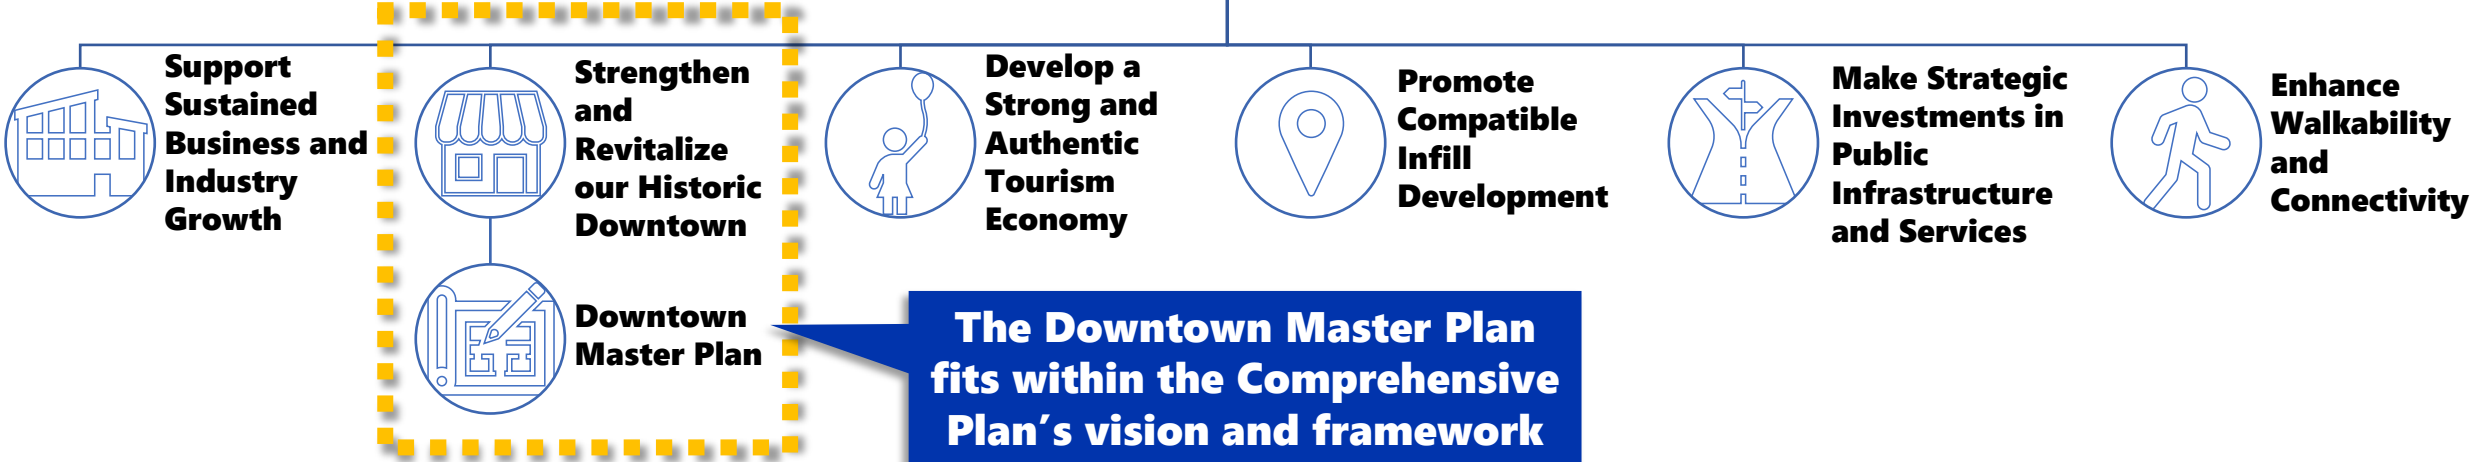 Support
Sustained
Business and
Industry
Growth
Strengthen
and
Revitalize
our Historic
Downtown
Develop a
Strong and
Authentic
Tourism
Economy
Promote
Compatible
Infill
Development
Make Strategic
Investments in
Public
Infrastructure
and Services
Enhance
Walkability
and
Connectivity
Downtown
Master Plan
The Downtown Master Plan
fits within the Comprehensive
Plan's vision and framework